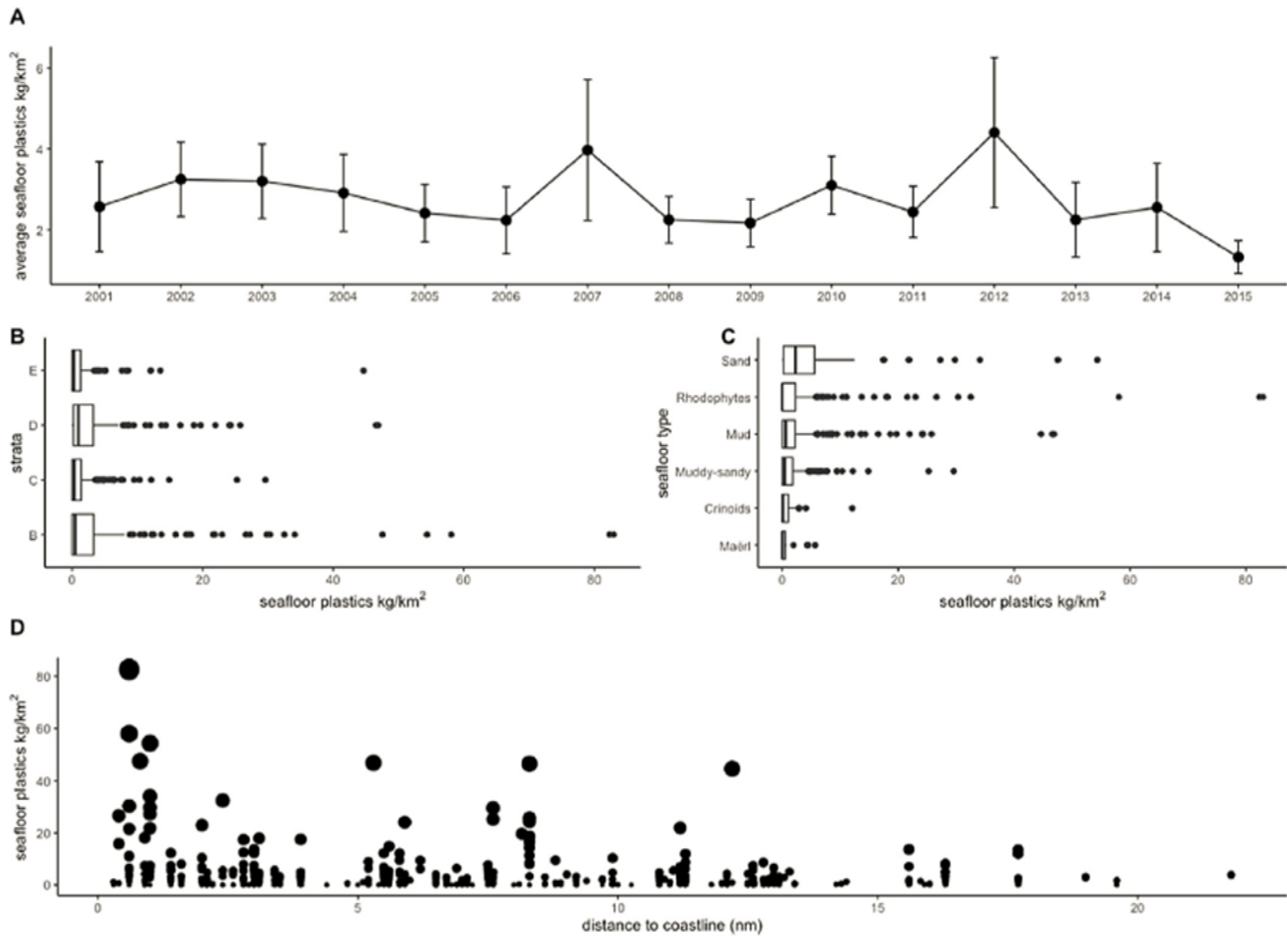 A
average seafloor plastics kg/km²
6
4
2
2001 2002 2003 2004 2005 2006 2007 2008 2009 2010 2011 2012 2013 2014 2015
B
strata
E
D
C
B
0 20 40 60 80
seafloor plastics kg/km²
C
seafloor type
Sand
Rhodophytes
Mud
Muddy-sandy
Crinoids
Maërl
0 20 40 60 80
seafloor plastics kg/km²
D
seafloor plastics kg/km²
80
60
40
20
0
0 5 10 15 20
distance to coastline (nm)